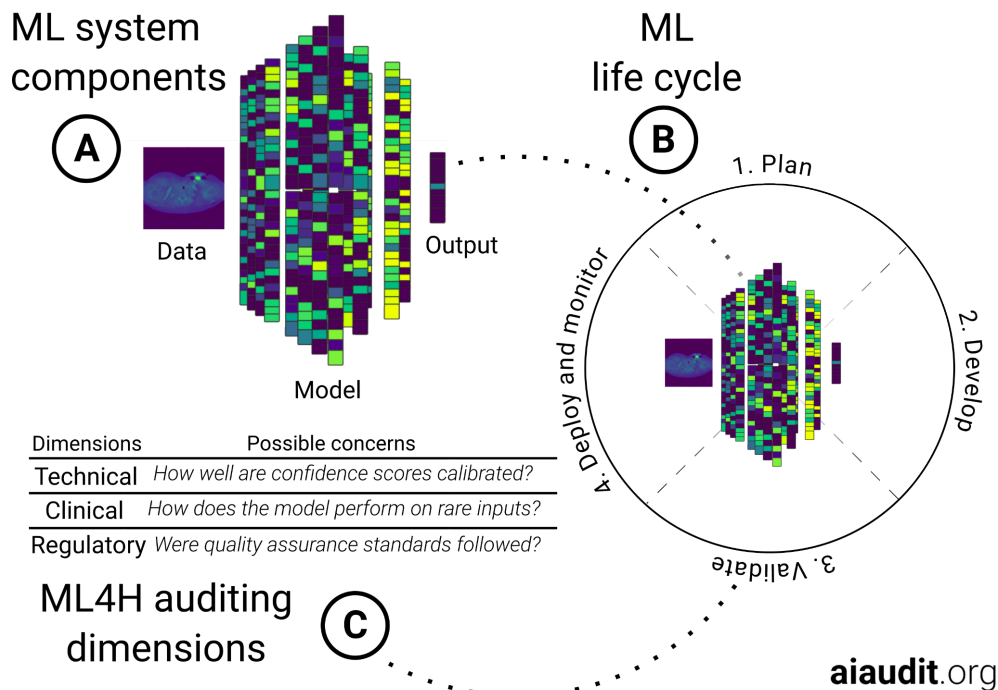 ML system
components
A
Data
Model
Output
ML
life cycle
B
1. Plan
2. Develop
3. Validate
4. Deploy and monitor
Dimensions Possible concerns
Technical How well are confidence scores calibrated?
Clinical How does the model perform on rare inputs?
Regulatory Were quality assurance standards followed?
ML4H auditing
dimensions
C
aiaudit.org